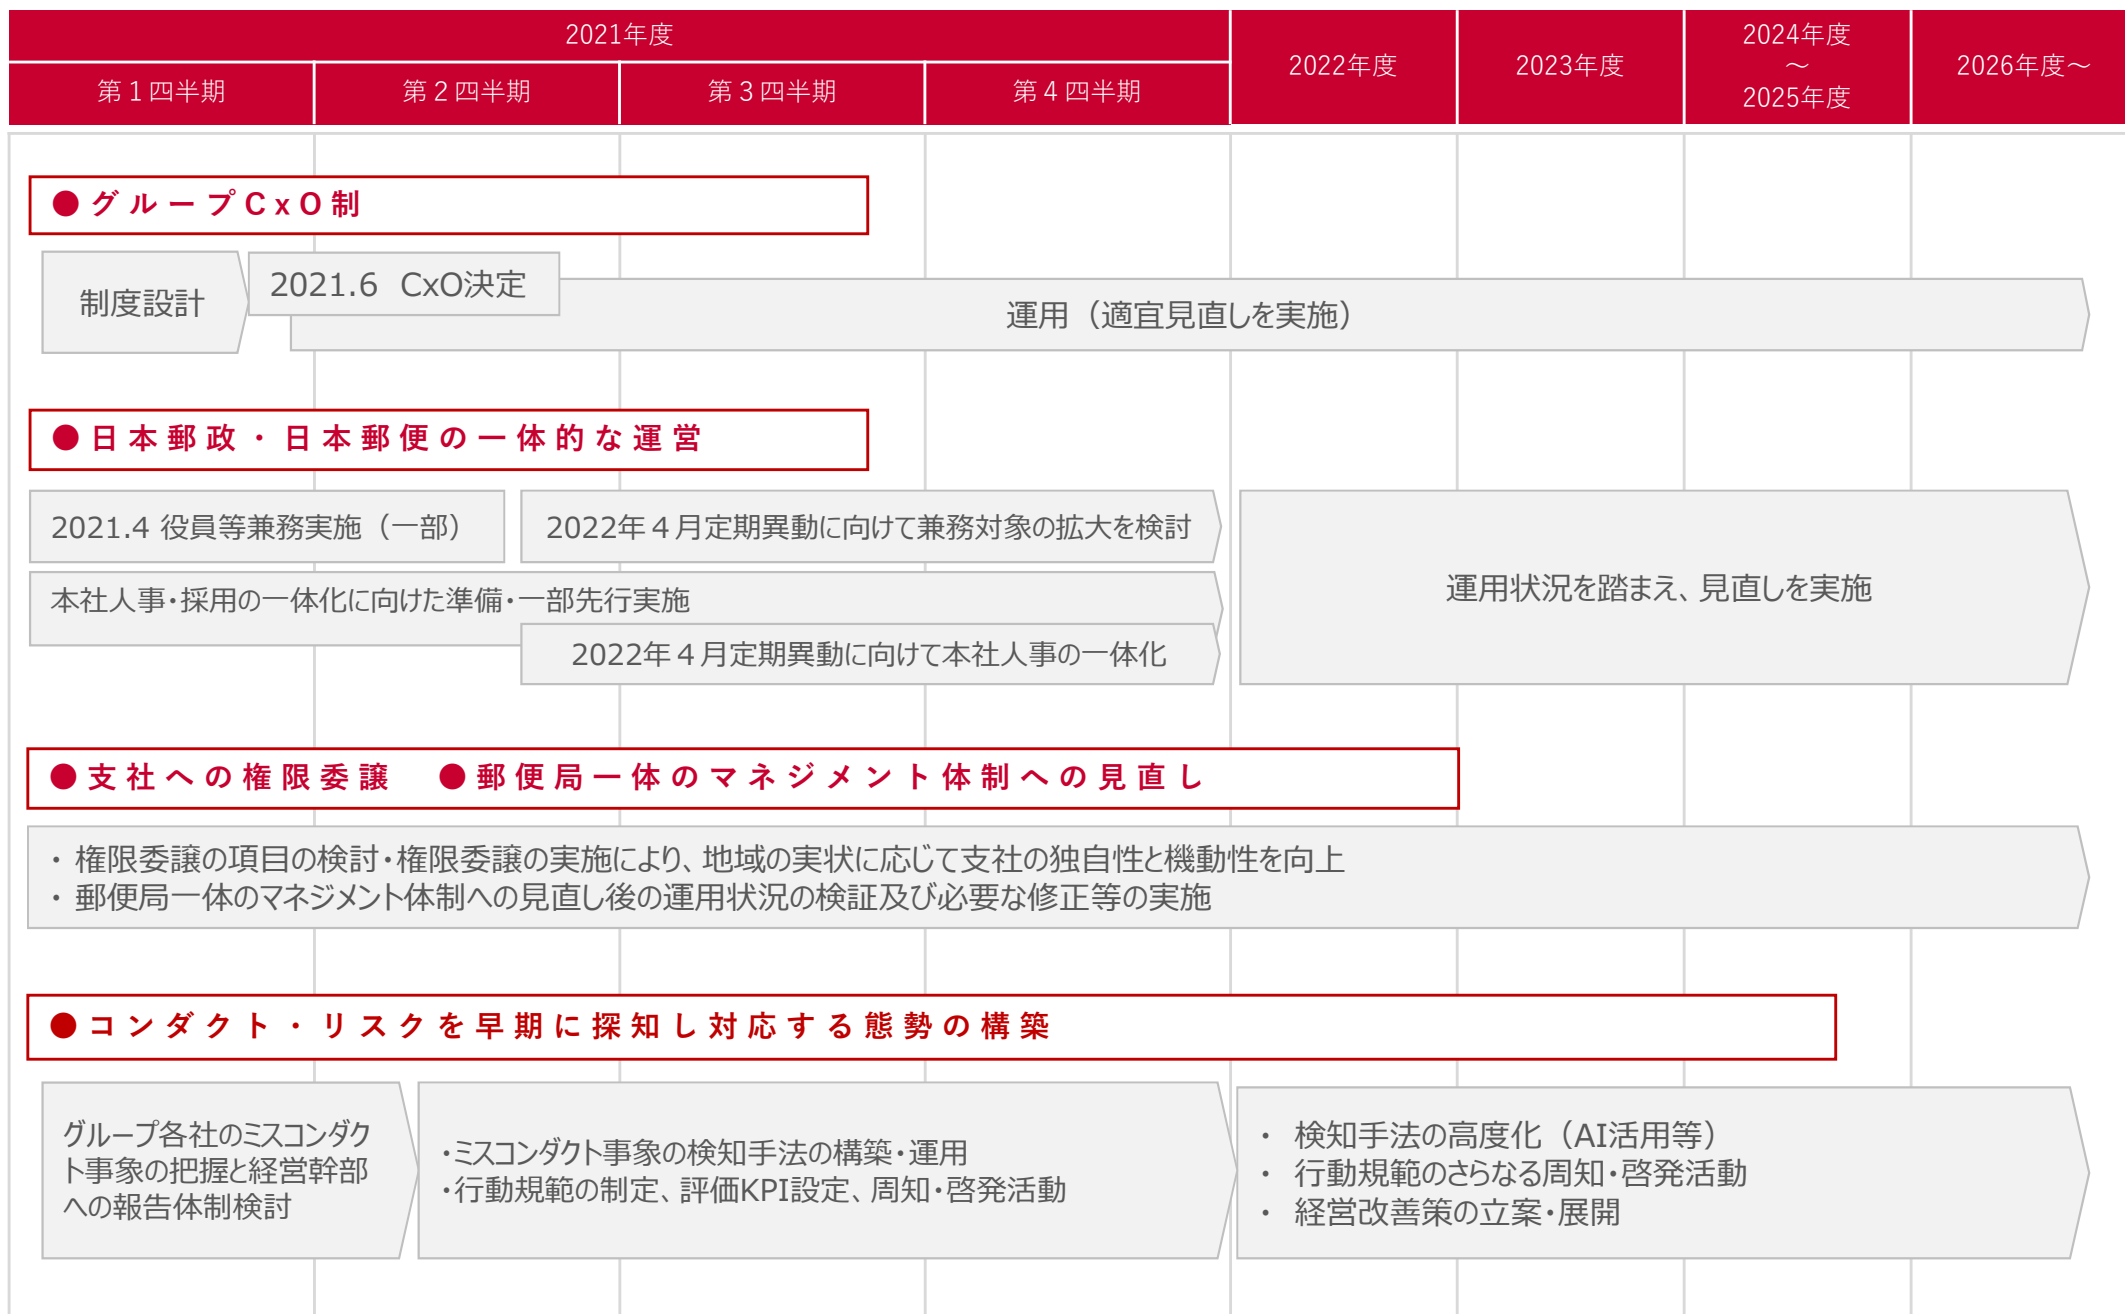 2021年度
2022年度
2023年度
2024年度
～
2025年度
2026年度～
第１四半期
第２四半期
第３四半期
第４四半期
●グループCxO制
制度設計
2021.6 CxO決定
運用（適宜見直しを実施）
●日本郵政・日本郵便の一体的な運営
2021.4 役員等兼務実施（一部）
2022年４月定期異動に向けて兼務対象の拡大を検討
本社人事・採用の一体化に向けた準備・一部先行実施
2022年４月定期異動に向けて本社人事の一体化
運用状況を踏まえ、見直しを実施
●支社への権限委譲 ●郵便局一体のマネジメント体制への見直し
・ 権限委譲の項目の検討・権限委譲の実施により、地域の実状に応じて支社の独自性と機動性を向上
・ 郵便局一体のマネジメント体制への見直し後の運用状況の検証及び必要な修正等の実施
●コンダクト・リスクを早期に探知し対応する態勢の構築
グループ各社のミスコンダク
ト事象の把握と経営幹部
への報告体制検討
・ミスコンダクト事象の検知手法の構築・運用
・行動規範の制定、評価KPI設定、周知・啓発活動
・ 検知手法の高度化（AI活用等）
・ 行動規範のさらなる周知・啓発活動
・ 経営改善策の立案・展開